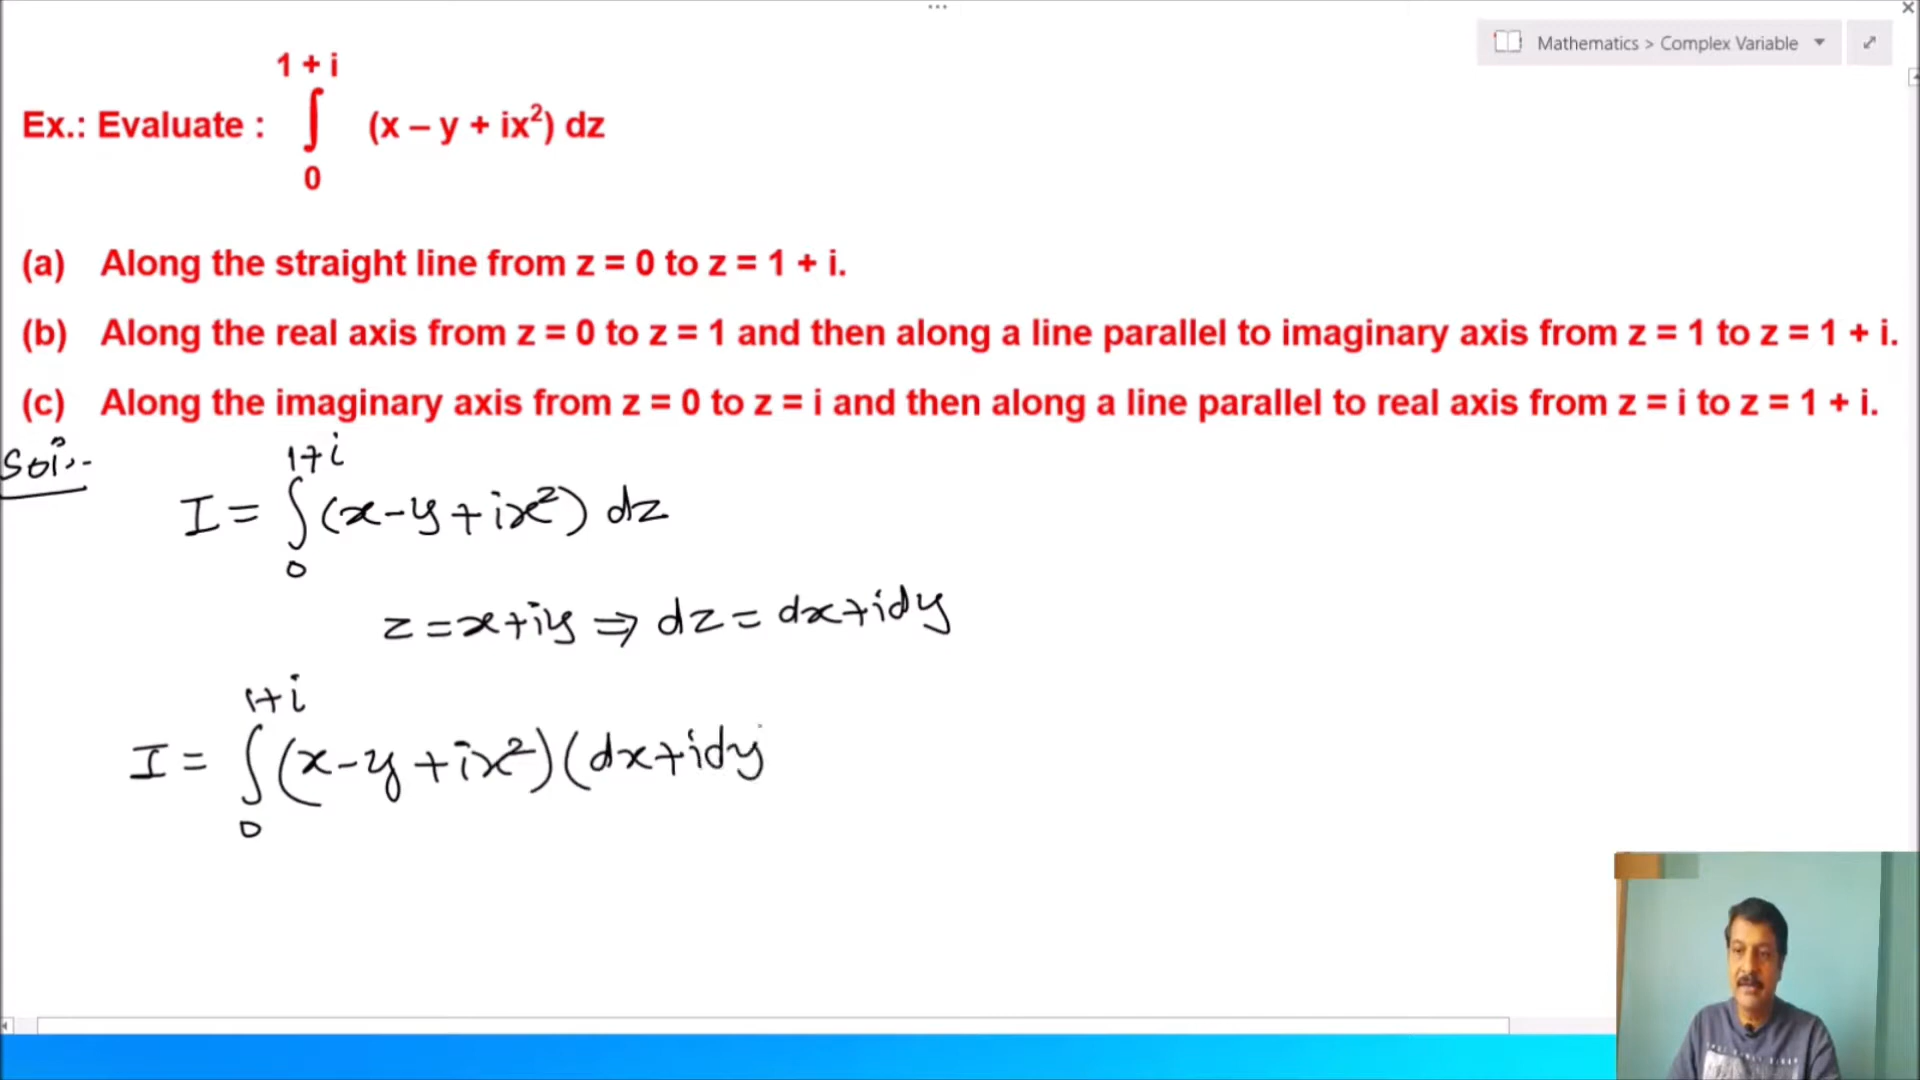 Mathematics > Complex Variable
1 + i
Ex.: Evaluate : ∫ (x – y + ix²) dz
0
(a) Along the straight line from z = 0 to z = 1 + i.
(b) Along the real axis from z = 0 to z = 1 and then along a line parallel to imaginary axis from z = 1 to z = 1 + i.
(c) Along the imaginary axis from z = 0 to z = i and then along a line parallel to real axis from z = i to z = 1 + i.
Soln:-
1+i
I = ∫ (x-y+ix²) dz
0
z = x+iy ⇒ dz = dx+idy
1+i
I = ∫ (x-y+ix²)(dx+idy
0